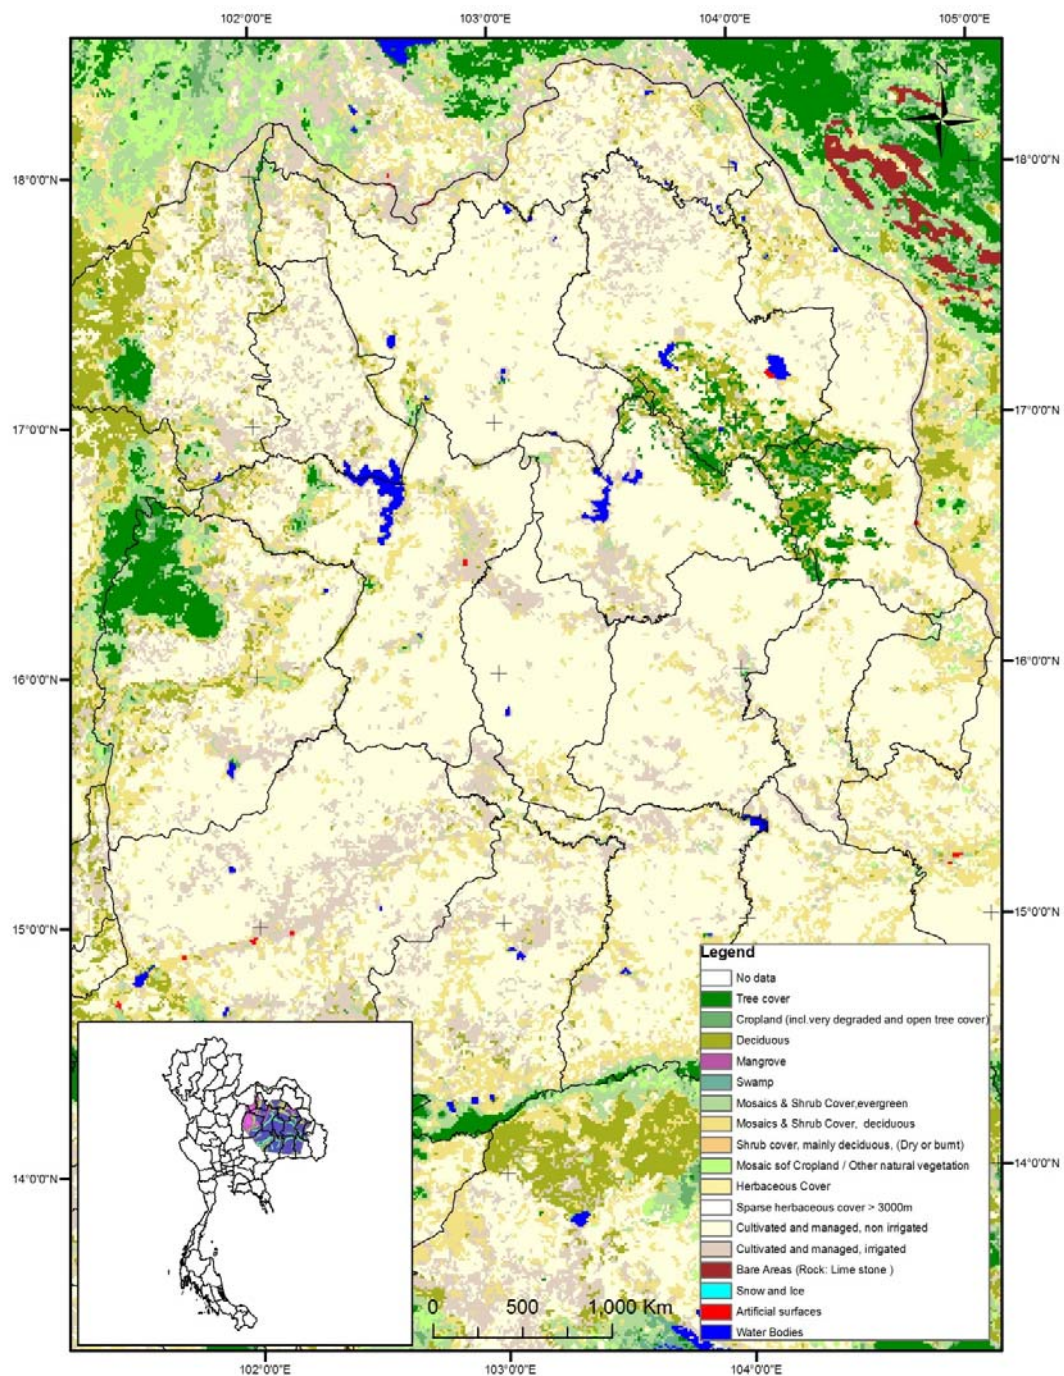 102°0'0"E 103°0'0"E 104°0'0"E 105°0'0"E
N
18°0'0"N 18°0'0"N
17°0'0"N 17°0'0"N
16°0'0"N 16°0'0"N
15°0'0"N 15°0'0"N
14°0'0"N 14°0'0"N
Legend
No data
Tree cover
Cropland (incl.very degraded and open tree cover)
Deciduous
Mangrove
Swamp
Mosaics & Shrub Cover,evergreen
Mosaics & Shrub Cover, deciduous
Shrub cover, mainly deciduous, (Dry or burnt)
Mosaic sof Cropland / Other natural vegetation
Herbaceous Cover
Sparse herbaceous cover > 3000m
Cultivated and managed, non irrigated
Cultivated and managed, irrigated
Bare Areas (Rock: Lime stone )
Snow and Ice
Artificial surfaces
Water Bodies
0 500 1,000 Km
102°0'0"E 103°0'0"E 104°0'0"E